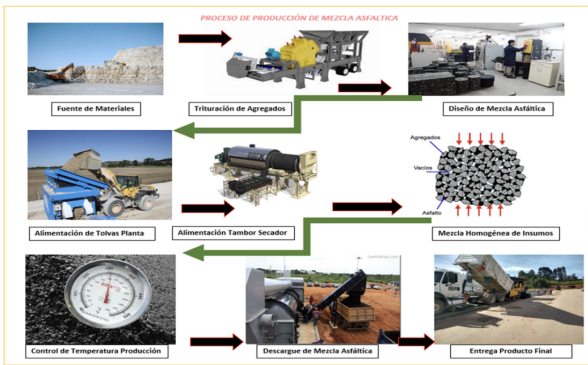 PROCESO DE PRODUCCIÓN DE MEZCLA ASFALTICA
Fuente de Materiales
Trituración de Agregados
Diseño de Mezcla Asfáltica
Alimentación de Tolvas Planta
Alimentación Tambor Secador
Agregados
Vacíos
Asfalto
Mezcla Homogénea de Insumos
Control de Temperatura Producción
Descargue de Mezcla Asfáltica
Entrega Producto Final